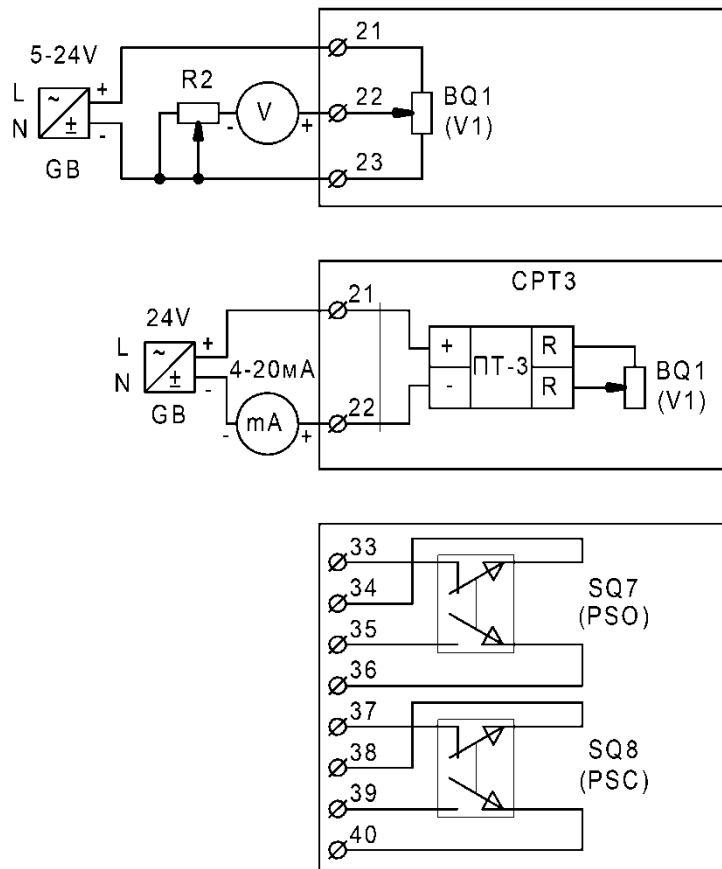 5-24V
L
N
~
±
+
-
GB
R2
-
V
+
21
22
23
BQ1
(V1)
24V
L
N
~
±
+
-
GB
4-20мА
-
mA
+
21
22
СРТ3
+
-
ПТ-3
R
R
BQ1
(V1)
33
34
35
36
37
38
39
40
SQ7
(PSO)
SQ8
(PSC)